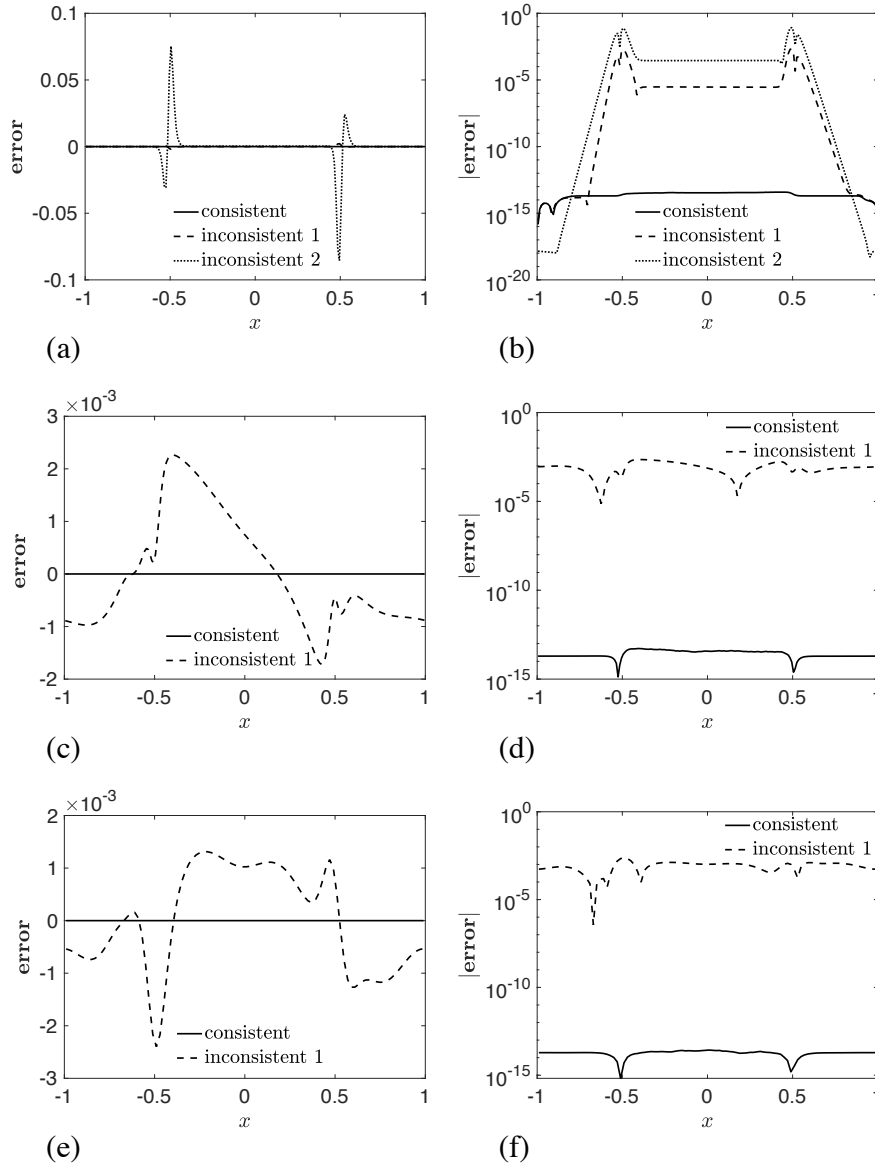 0.1
0.05
0
-0.05
-0.1
error
consistent
inconsistent 1
inconsistent 2
-1 -0.5 0 0.5 1
x
(a)
10^0
10^-5
10^-10
10^-14
10^-20
|error|
consistent
inconsistent 1
inconsistent 2
-1 -0.5 0 0.5 1
x
(b)
×10^-3
3
2
1
0
-1
-2
error
consistent
inconsistent 1
-1 -0.5 0 0.5 1
x
(c)
10^0
10^-5
10^-10
10^-15
|error|
consistent
inconsistent 1
-1 -0.5 0 0.5 1
x
(d)
×10^-3
2
1
0
-1
-2
-3
error
consistent
inconsistent 1
-1 -0.5 0 0.5 1
x
(e)
10^0
10^-5
10^-10
10^-15
|error|
consistent
inconsistent 1
-1 -0.5 0 0.5 1
x
(f)